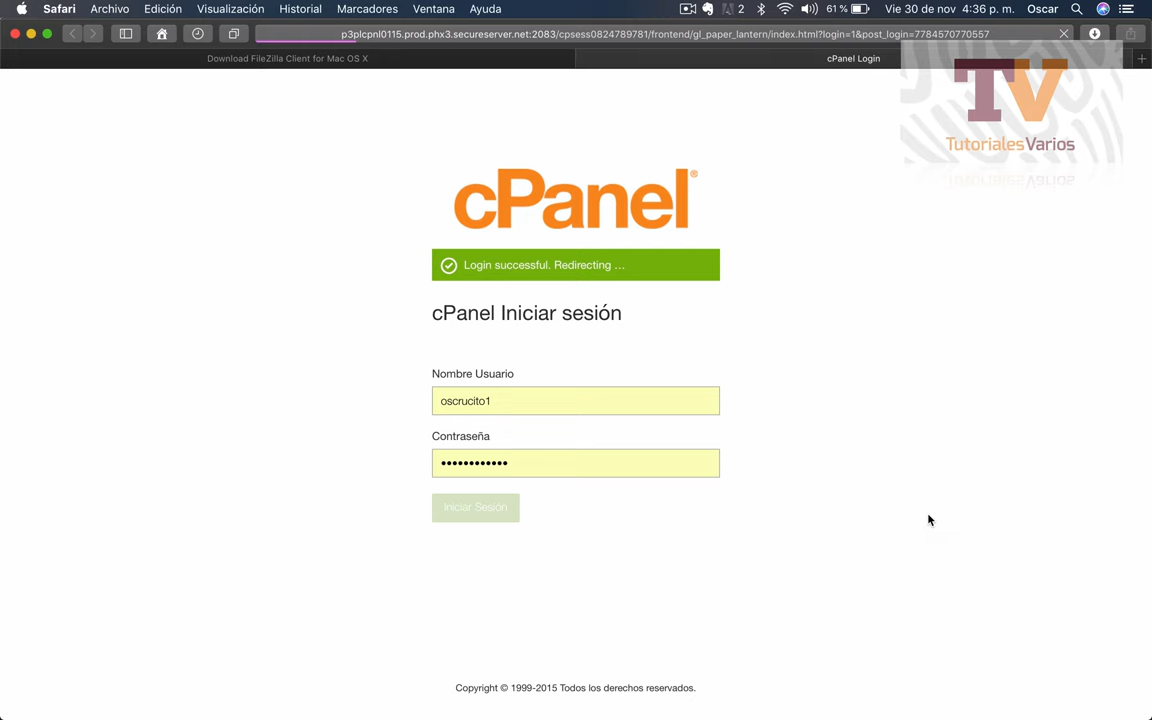 Safari Archivo Edición Visualización Historial Marcadores Ventana Ayuda 2 61 % Vie 30 de nov 4:36 p. m. Oscar
p3plcpnl0115.prod.phx3.secureserver.net:2083/cpsess0824789781/frontend/gl_paper_lantern/index.html?login=1&post_login=7784570770557
Download FileZilla Client for Mac OS X cPanel Login
TV
TutorialesVarios
cPanel®
Login successful. Redirecting …
cPanel Iniciar sesión
Nombre Usuario
oscrucito1
Contraseña
••••••••••••
Iniciar Sesión
Copyright © 1999-2015 Todos los derechos reservados.